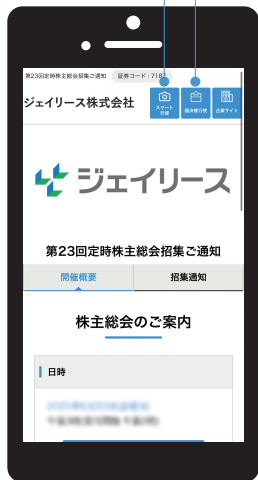 第23回定時株主総会招集ご通知 証券コード：7187
ジェイリース株式会社
スマート行使
議決権行使
企業サイト
ジェイリース
第23回定時株主総会招集ご通知
開催概要 招集通知
株主総会のご案内
日時